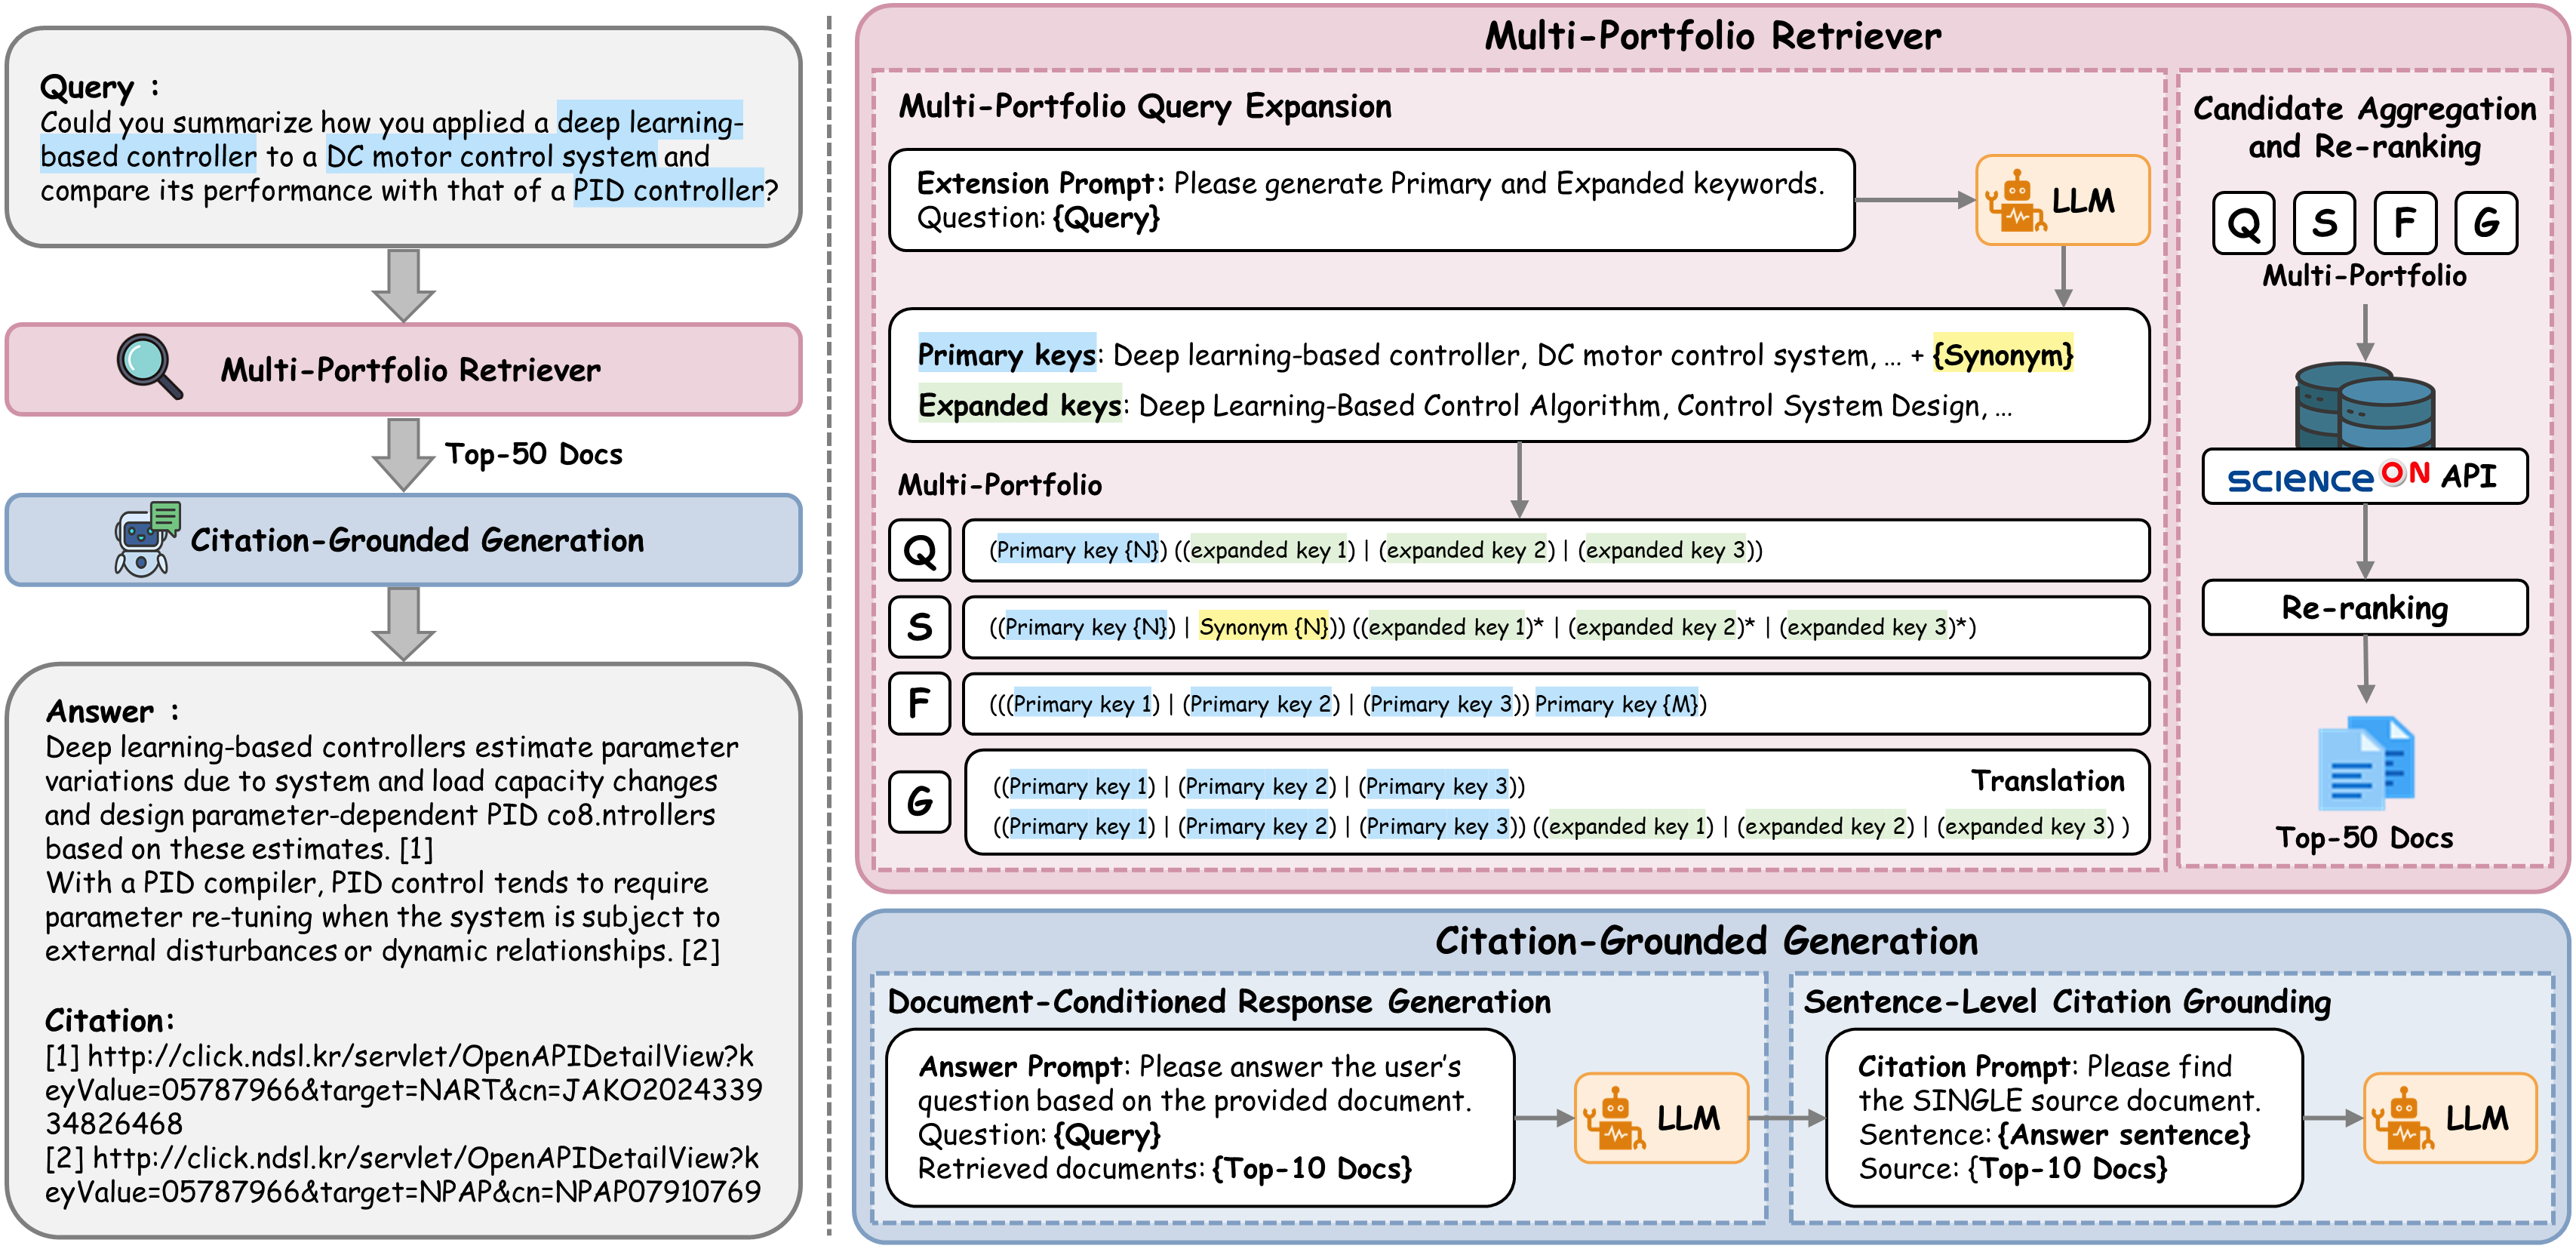 Query :
Could you summarize how you applied a deep learning-
based controller to a DC motor control system and
compare its performance with that of a PID controller?
Multi-Portfolio Retriever
Top-50 Docs
Citation-Grounded Generation
Answer :
Deep learning-based controllers estimate parameter
variations due to system and load capacity changes
and design parameter-dependent PID co8.ntrollers
based on these estimates. [1]
With a PID compiler, PID control tends to require
parameter re-tuning when the system is subject to
external disturbances or dynamic relationships. [2]
Citation:
[1] http://click.ndsl.kr/servlet/OpenAPIDetailView?k
eyValue=05787966&target=NART&cn=JAKO2024339
34826468
[2] http://click.ndsl.kr/servlet/OpenAPIDetailView?k
eyValue=05787966&target=NPAP&cn=NPAP07910769
Multi-Portfolio Retriever
Multi-Portfolio Query Expansion
Extension Prompt: Please generate Primary and Expanded keywords.
Question: {Query}
LLM
Primary keys: Deep learning-based controller, DC motor control system, ... + {Synonym}
Expanded keys: Deep Learning-Based Control Algorithm, Control System Design, ...
Multi-Portfolio
Q
(Primary key {N}) ((expanded key 1) | (expanded key 2) | (expanded key 3))
S
((Primary key {N}) | Synonym {N})) ((expanded key 1)* | (expanded key 2)* | (expanded key 3)*)
F
(((Primary key 1) | (Primary key 2) | (Primary key 3)) Primary key {M})
G
((Primary key 1) | (Primary key 2) | (Primary key 3))
Translation
((Primary key 1) | (Primary key 2) | (Primary key 3)) ((expanded key 1) | (expanded key 2) | (expanded key 3) )
Candidate Aggregation
and Re-ranking
Q S F G
Multi-Portfolio
SCIENCE ON API
Re-ranking
Top-50 Docs
Citation-Grounded Generation
Document-Conditioned Response Generation
Answer Prompt: Please answer the user's
question based on the provided document.
Question: {Query}
Retrieved documents: {Top-10 Docs}
LLM
Sentence-Level Citation Grounding
Citation Prompt: Please find
the SINGLE source document.
Sentence: {Answer sentence}
Source: {Top-10 Docs}
LLM